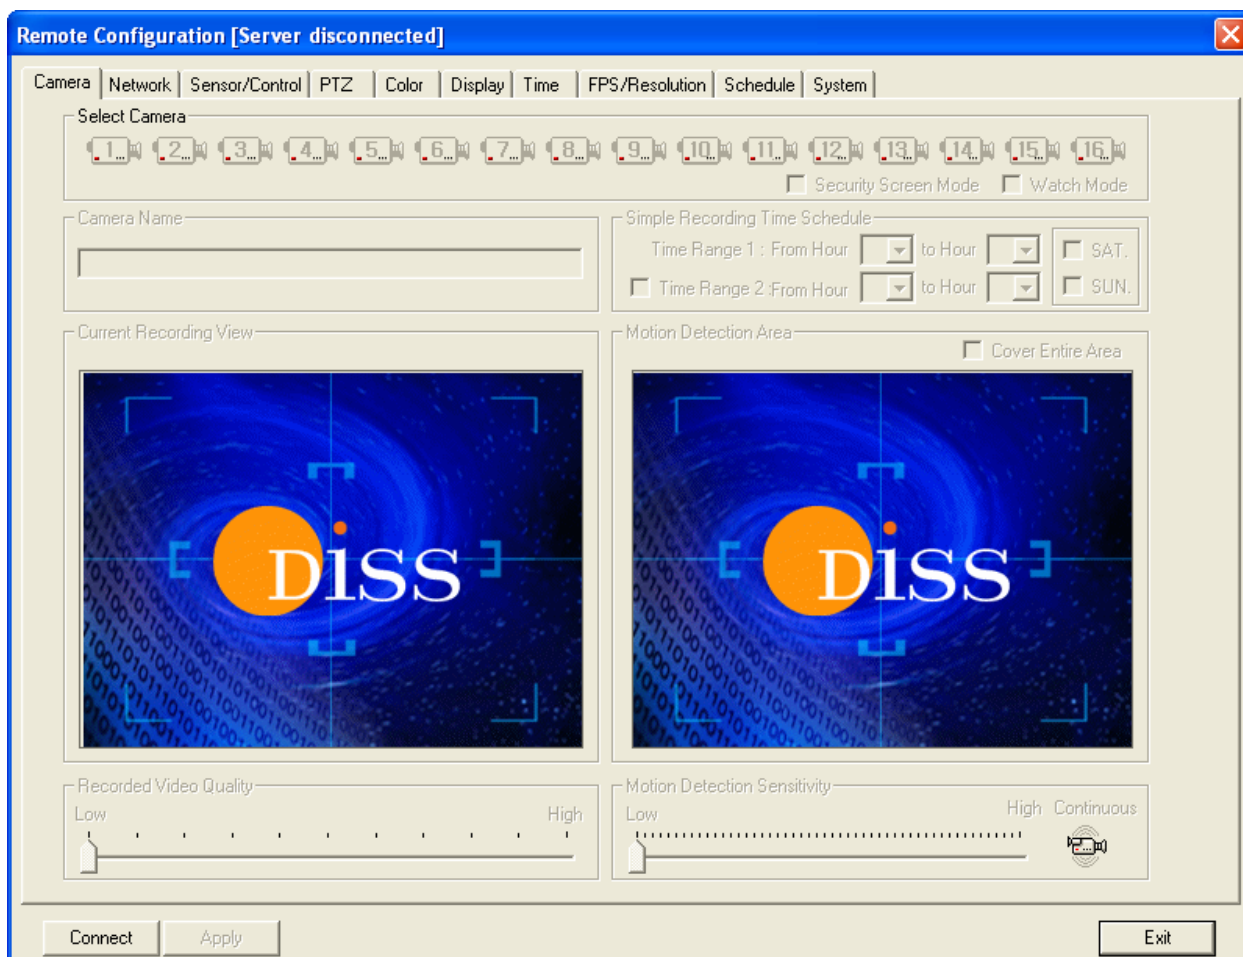 Remote Configuration [Server disconnected]
Camera Network Sensor/Control PTZ Color Display Time FPS/Resolution Schedule System
Select Camera
1... 2... 3... 4... 5... 6... 7... 8... 9... 10... 11... 12... 13... 14... 15... 16...
Security Screen Mode Watch Mode
Camera Name
Simple Recording Time Schedule
Time Range 1 : From Hour to Hour SAT.
Time Range 2 :From Hour to Hour SUN.
Current Recording View
Motion Detection Area
Cover Entire Area
DiSS
DiSS
Recorded Video Quality
Low High
Motion Detection Sensitivity
Low High Continuous
Connect Apply Exit